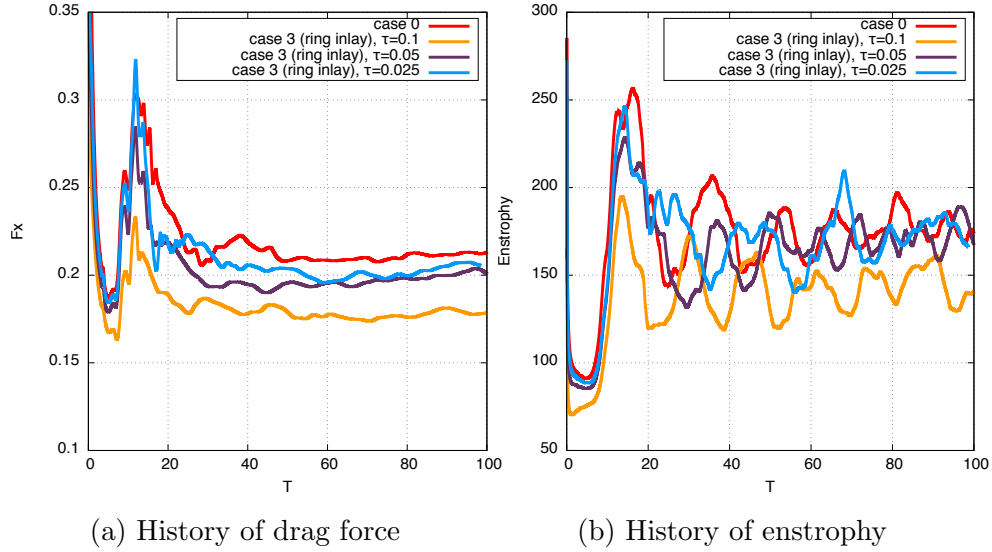 0.35
0.3
0.25
0.2
0.15
0.1
Fx
0
20
40
60
80
100
T
case 0
case 3 (ring inlay), τ=0.1
case 3 (ring inlay), τ=0.05
case 3 (ring inlay), τ=0.025
(a) History of drag force
300
250
200
150
100
50
Enstrophy
0
20
40
60
80
100
T
case 0
case 3 (ring inlay), τ=0.1
case 3 (ring inlay), τ=0.05
case 3 (ring inlay), τ=0.025
(b) History of enstrophy